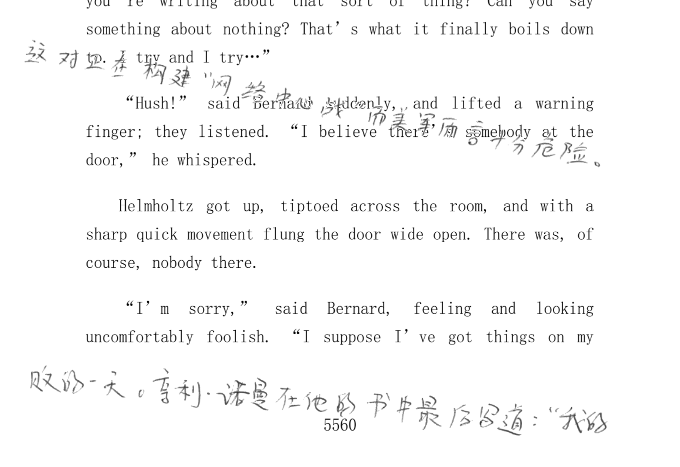 you're writing about that sort of thing? Can you say
something about nothing? That's what it finally boils down
to. I try and I try…”
这对正在构建“网络中心战”的美军而言十分危险。
“Hush!” said Bernard suddenly, and lifted a warning
finger; they listened. “I believe there's somebody at the
door,” he whispered.
Helmholtz got up, tiptoed across the room, and with a
sharp quick movement flung the door wide open. There was, of
course, nobody there.
“I'm sorry,” said Bernard, feeling and looking
uncomfortably foolish. “I suppose I've got things on my
败的一天。亨利·诺曼在他的书中最后写道：“我的
5560